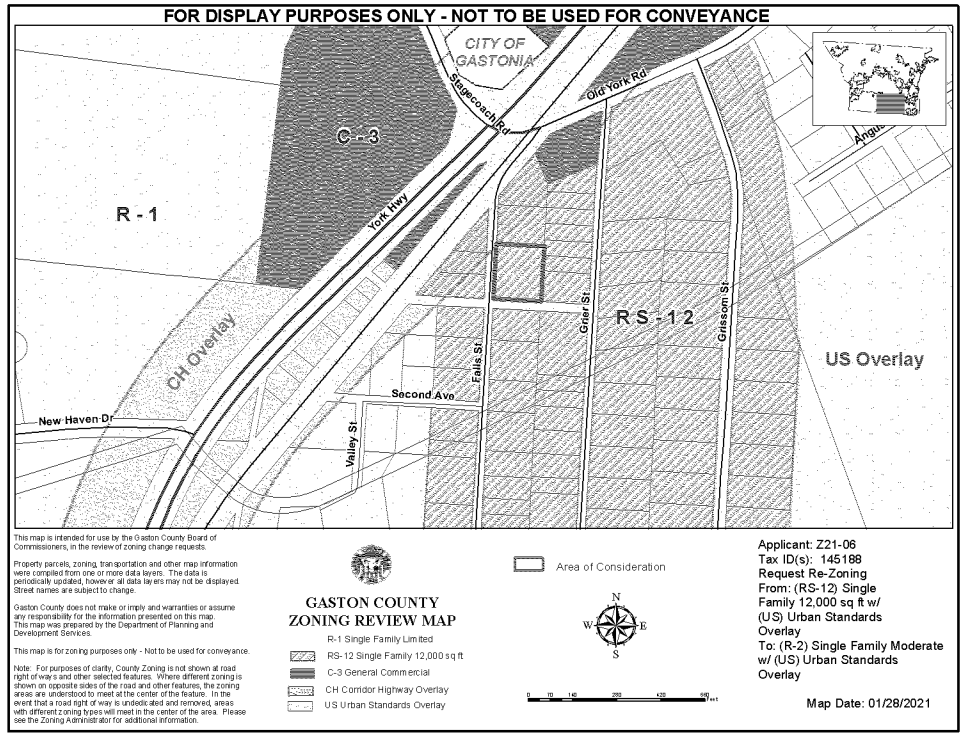 FOR DISPLAY PURPOSES ONLY - NOT TO BE USED FOR CONVEYANCE
CITY OF
GASTONIA
Stagecoach Rd
Old York Rd
C - 3
R - 1
York Hwy
CH Overlay
Grier St
RS-12
Grissom St
US Overlay
Falls St
Second Ave
New Haven Dr
Valley St
This map is intended for use by the Gaston County Board of
Commissioners, in the review of zoning change requests.
Property parcels, zoning, transportation and other map information
were compiled from one or more data layers. The data is
periodically updated, however all data layers may not be displayed.
Street names are subject to change.
Gaston County does not make or imply and warranties or assume
any responsibility for the information presented on this map.
This map was prepared by the Department of Planning and
Development Services.
This map is for zoning purposes only - Not to be used for conveyance.
Note: For purposes of clarity, County Zoning is not shown at road
right of ways and other selected features. Where different zoning is
shown on opposite sides of the road and other features, the zoning
areas are understood to meet at the center of the feature. In the
event that a road right of way is undedicated and removed, areas
with different zoning types will meet in the center of the area. Please
see the Zoning Administrator for additional information.
GASTON COUNTY
ZONING REVIEW MAP
R-1 Single Family Limited
RS-12 Single Family 12,000 sq ft
C-3 General Commercial
CH Corridor Highway Overlay
US Urban Standards Overlay
Area of Consideration
N
W E
S
0 70 140 280 420 560
Feet
Applicant: Z21-06
Tax ID(s): 145188
Request Re-Zoning
From: (RS-12) Single
Family 12,000 sq ft w/
(US) Urban Standards
Overlay
To: (R-2) Single Family Moderate
w/ (US) Urban Standards
Overlay
Map Date: 01/28/2021